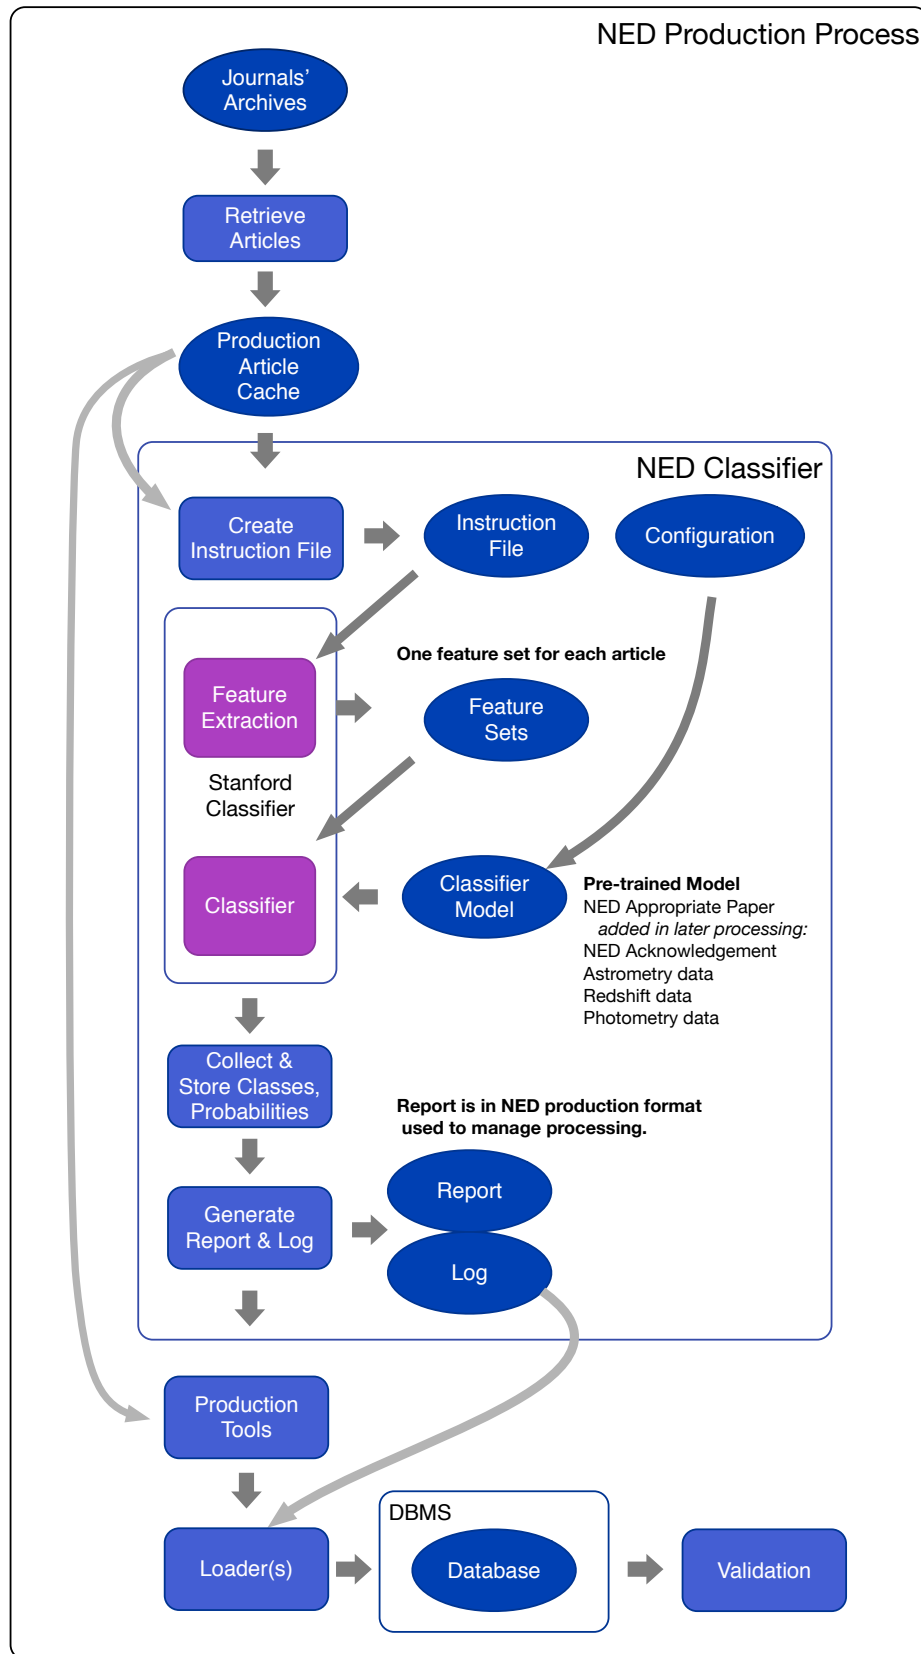 NED Production Process
Journals'
Archives
Retrieve
Articles
Production
Article
Cache
NED Classifier
Create
Instruction File
Instruction
File
Configuration
One feature set for each article
Feature
Extraction
Feature
Sets
Stanford
Classifier
Classifier
Classifier
Model
Pre-trained Model
NED Appropriate Paper
added in later processing:
NED Acknowledgement
Astrometry data
Redshift data
Photometry data
Collect &
Store Classes,
Probabilities
Report is in NED production format
used to manage processing.
Report
Generate
Report & Log
Log
Production
Tools
DBMS
Loader(s)
Database
Validation